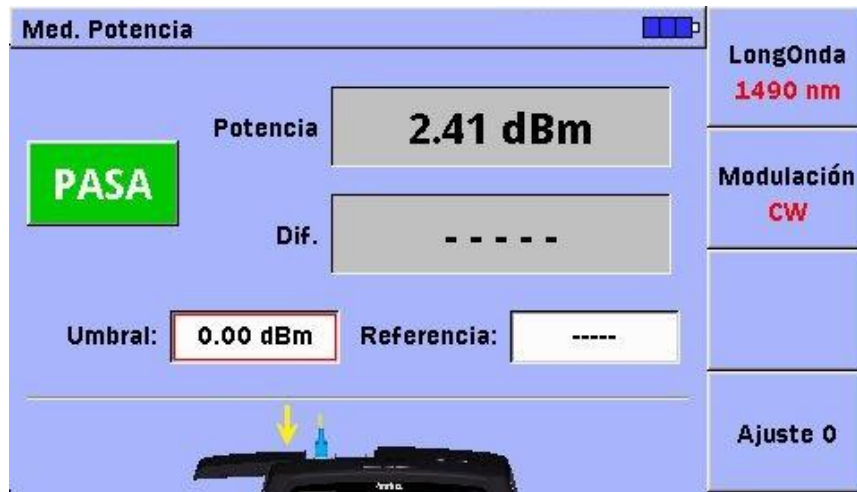 Med. Potencia
LongOnda
1490 nm
Potencia
2.41 dBm
PASA
Modulación
CW
Dif.
- - - - -
Umbral:
0.00 dBm
Referencia:
-----
Ajuste 0